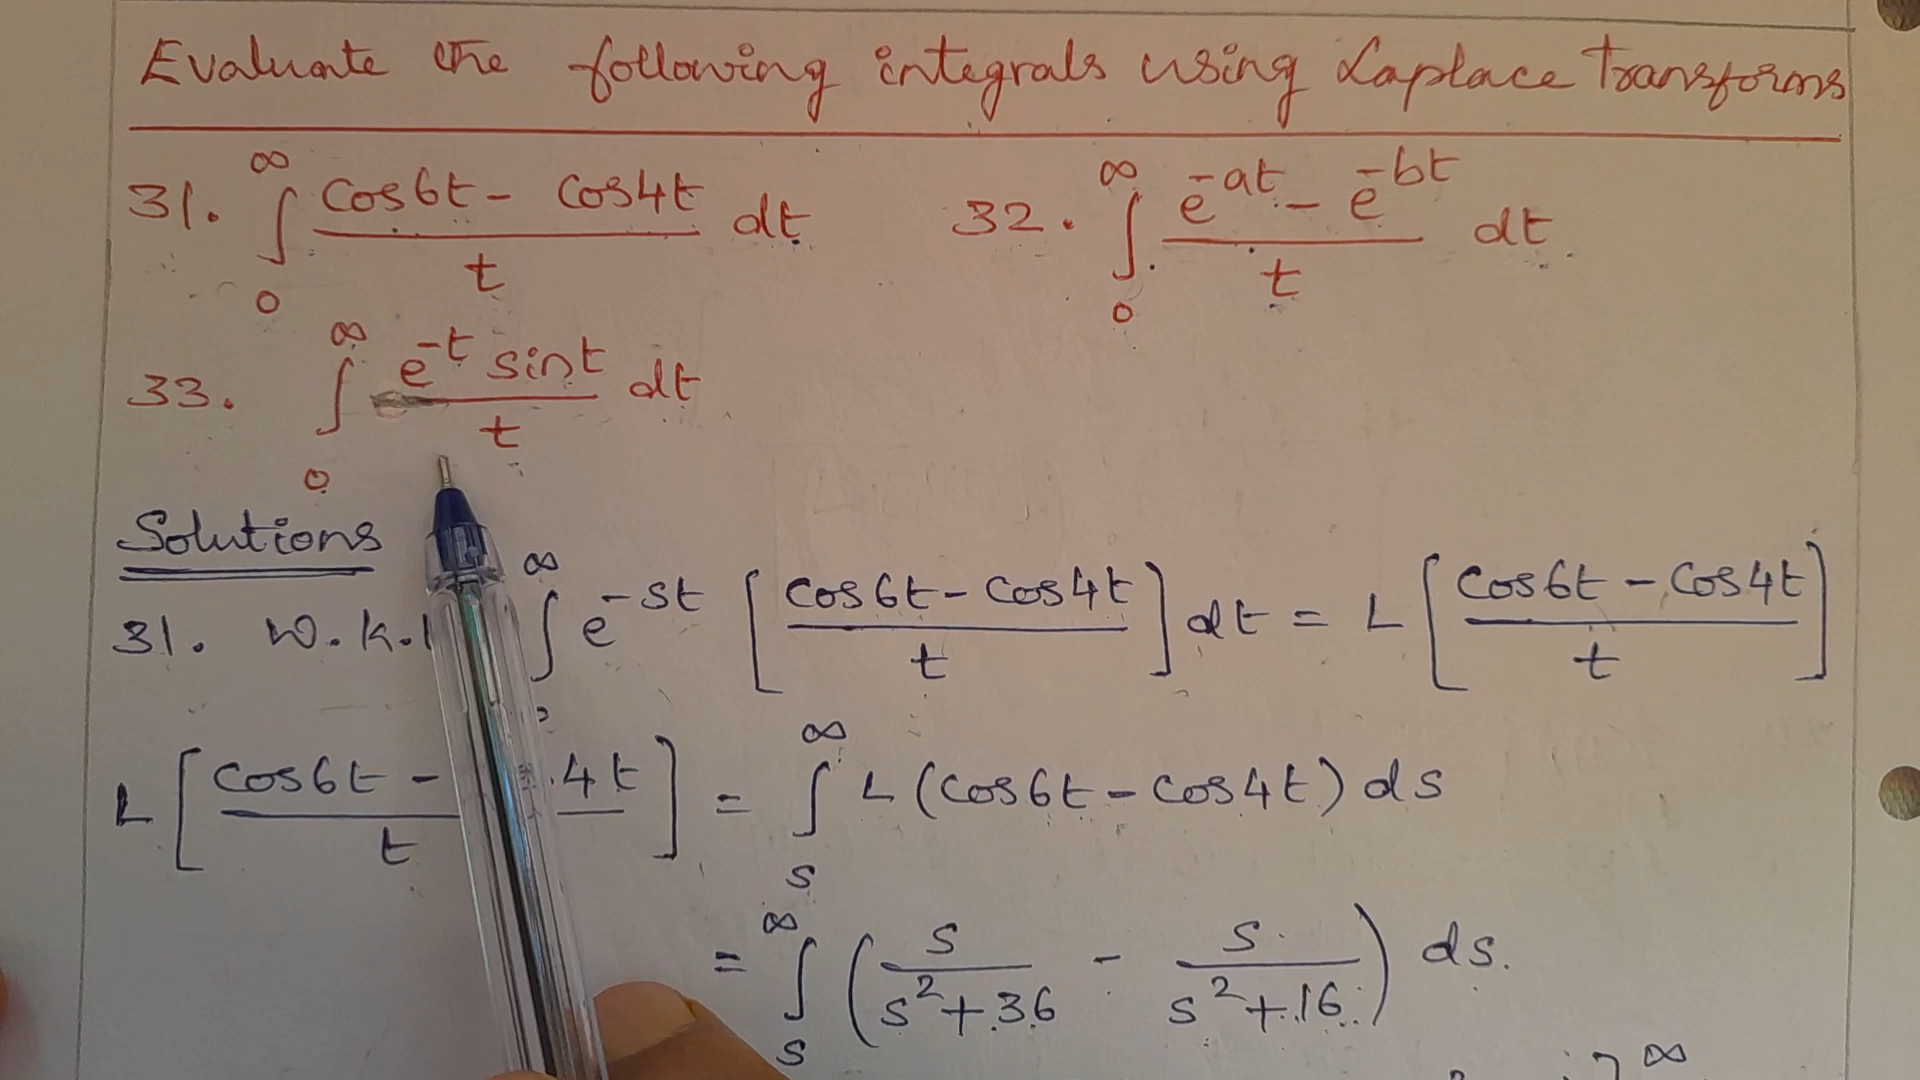 Evaluate the following integrals using Laplace Transforms
31. ∫₀^∞ (cos6t - cos4t)/t dt 32. ∫₀^∞ (e^-at - e^-bt)/t dt
33. ∫₀^∞ (e^-t sint)/t dt
Solutions
31. W.K. ∫^∞ e^-st [(cos6t - cos4t)/t] dt = L[(cos6t - cos4t)/t]
L[(cos6t - 4t)/t] = ∫_s^∞ L(cos6t - cos4t) ds
= ∫_s^∞ (s/(s²+36) - s/(s²+16)) ds.
∞